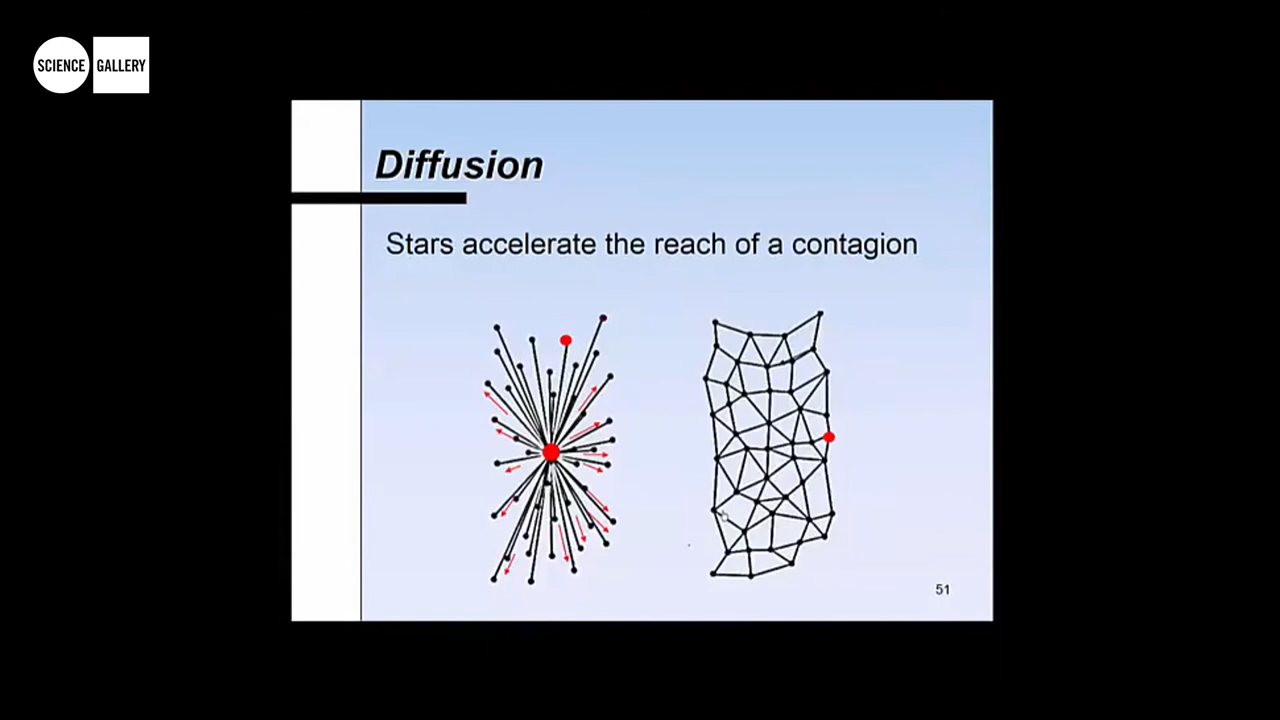 SCIENCE GALLERY
Diffusion
Stars accelerate the reach of a contagion
51